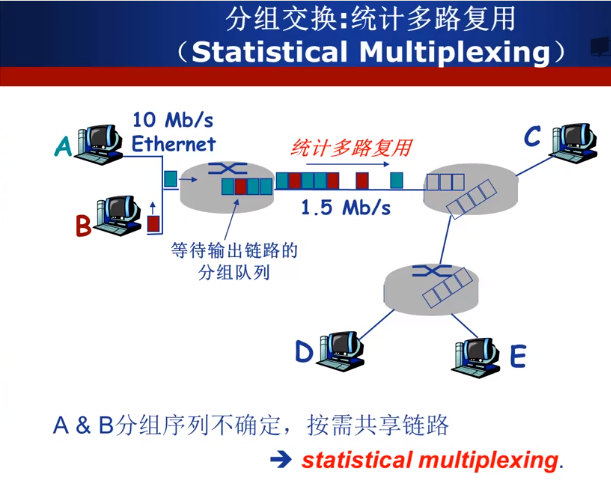 分组交换:统计多路复用
（Statistical Multiplexing）
10 Mb/s
Ethernet
A
B
统计多路复用
1.5 Mb/s
C
等待输出链路的
分组队列
D
E
A & B分组序列不确定，按需共享链路
➔ statistical multiplexing.